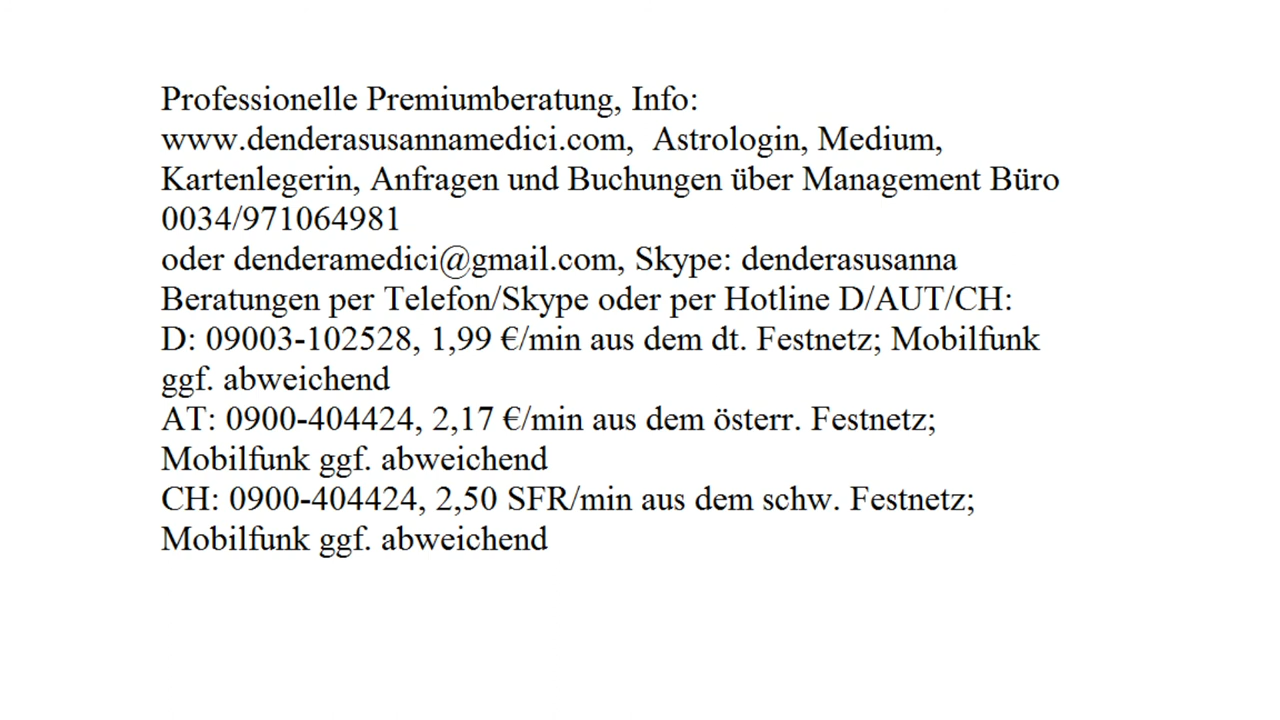 Professionelle Premiumberatung, Info:
www.denderasusannamedici.com,  Astrologin, Medium,
Kartenlegerin, Anfragen und Buchungen über Management Büro
0034/971064981
oder denderamedici@gmail.com, Skype: denderasusanna
Beratungen per Telefon/Skype oder per Hotline D/AUT/CH:
D: 09003-102528, 1,99 €/min aus dem dt. Festnetz; Mobilfunk
ggf. abweichend
AT: 0900-404424, 2,17 €/min aus dem österr. Festnetz;
Mobilfunk ggf. abweichend
CH: 0900-404424, 2,50 SFR/min aus dem schw. Festnetz;
Mobilfunk ggf. abweichend